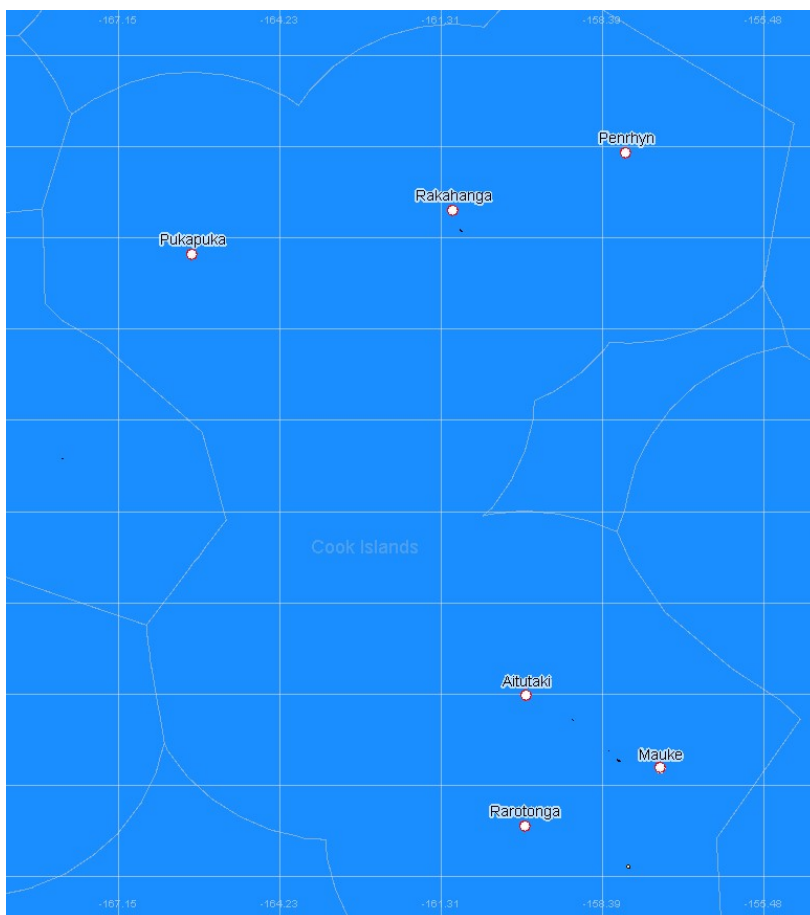 -167.15 -164.23 -161.31 -158.39 -155.48
Penrhyn
Rakahanga
Pukapuka
Cook Islands
Aitutaki
Mauke
Rarotonga
-167.15 -164.23 -161.31 -158.39 -155.48